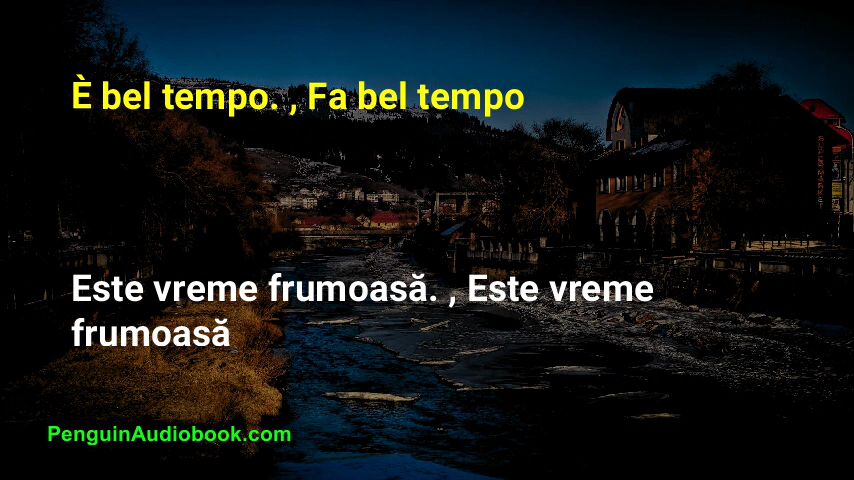 È bel tempo. , Fa bel tempo
Este vreme frumoasă. , Este vreme
frumoasă
PenguinAudiobook.com